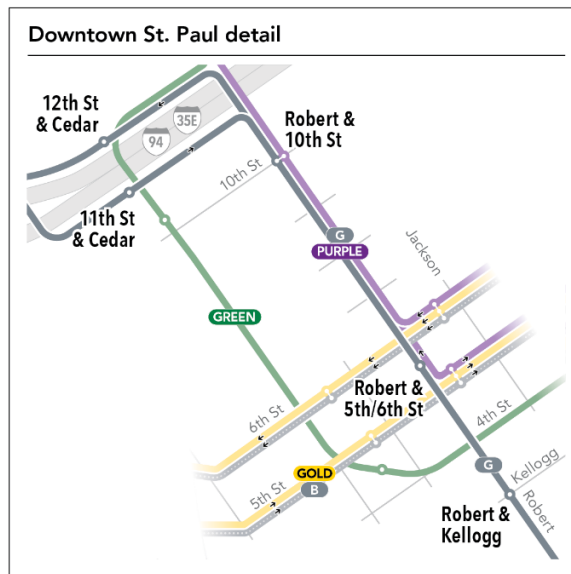 Downtown St. Paul detail
12th St
& Cedar
35E
94
Robert &
10th St
10th St
11th St
& Cedar
G
PURPLE
Jackson
GREEN
Robert &
5th/6th St
6th St
4th St
GOLD
B
5th St
G
Kellogg
Robert
Robert &
Kellogg